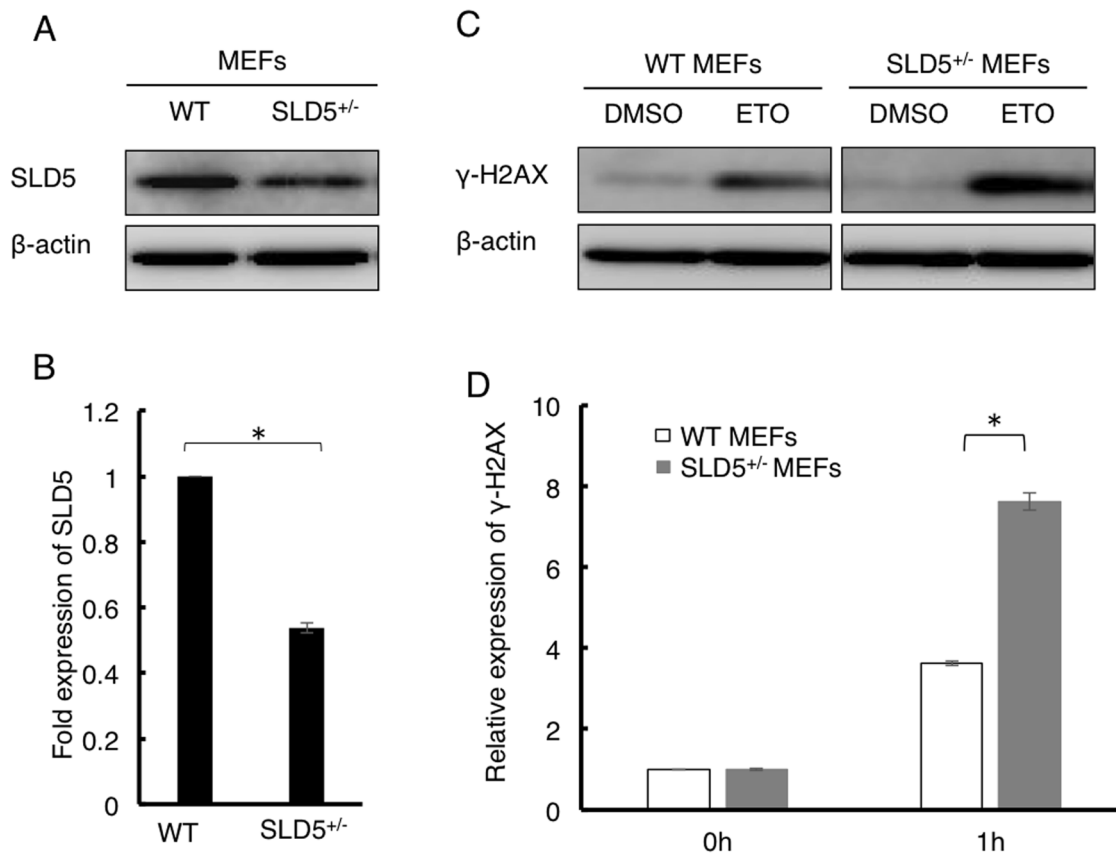 A
MEFs
WT SLD5+/-
SLD5
β-actin
C
WT MEFs SLD5+/- MEFs
DMSO ETO DMSO ETO
γ-H2AX
β-actin
B
Fold expression of SLD5
1.2
1
0.8
0.6
0.4
0.2
0
*
WT SLD5+/-
D
Relative expression of γ-H2AX
10
8
6
4
2
0
WT MEFs
SLD5+/- MEFs
*
0h 1h